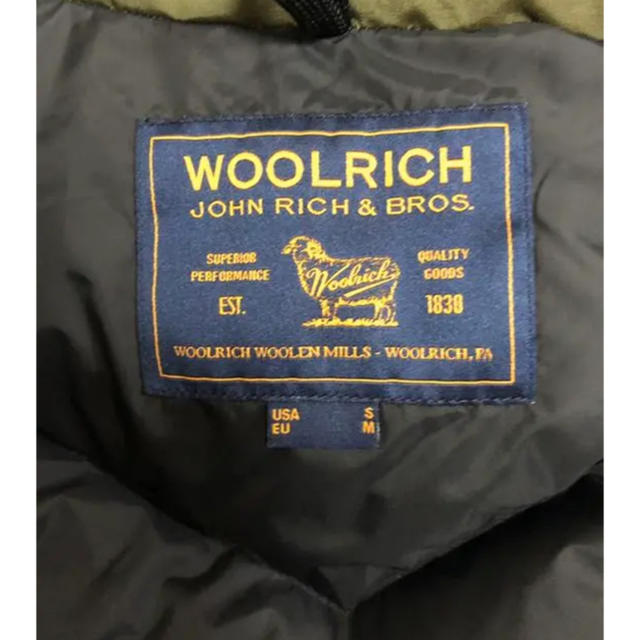 WOOLRICH
JOHN RICH & BROS.
SUPERIOR PERFORMANCE
Woolrich
QUALITY GOODS
EST.
1830
WOOLRICH WOOLEN MILLS - WOOLRICH, PA
USA S
EU M